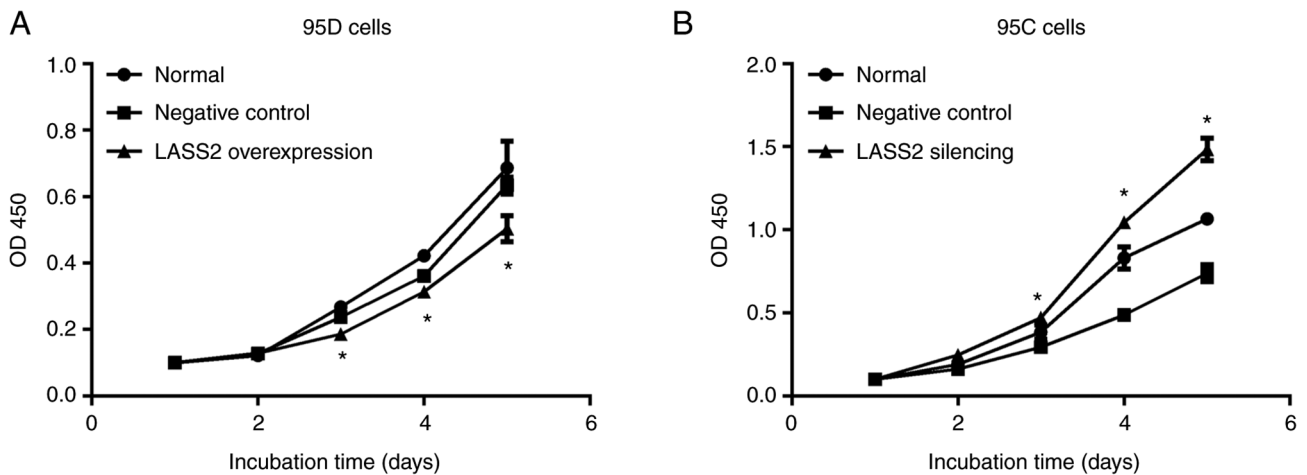 A
95D cells
1.0
0.8
0.6
0.4
0.2
0.0
OD 450
Normal
Negative control
LASS2 overexpression
*
*
*
0
2
4
6
Incubation time (days)
B
95C cells
2.0
1.5
1.0
0.5
0.0
OD 450
Normal
Negative control
LASS2 silencing
*
*
*
0
2
4
6
Incubation time (days)